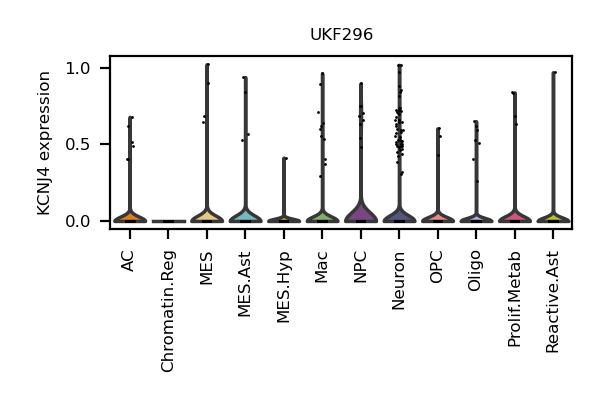 UKF296
KCNJ4 expression
1.0
0.5
0.0
AC
Chromatin.Reg
MES
MES.Ast
MES.Hyp
Mac
NPC
Neuron
OPC
Oligo
Prolif.Metab
Reactive.Ast